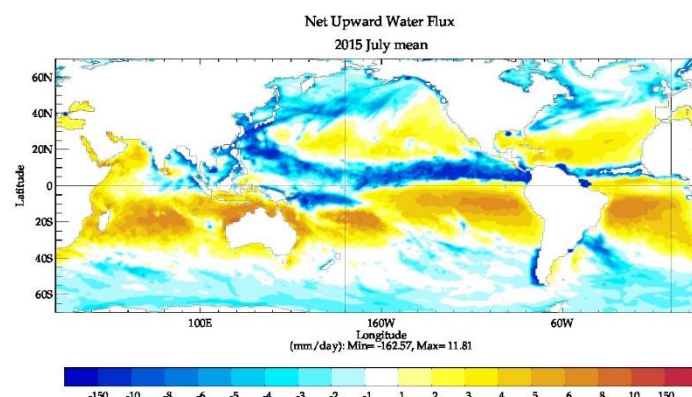 Net Upward Water Flux
2015 July mean
60N
40N
20N
0
20S
40S
60S
Latitude
100E
160W
60W
Longitude
(mm/day): Min= -162.57, Max= 11.81
-150 -10 -8 -6 -5 -4 -3 -2 -1 1 2 3 4 5 6 8 10 150